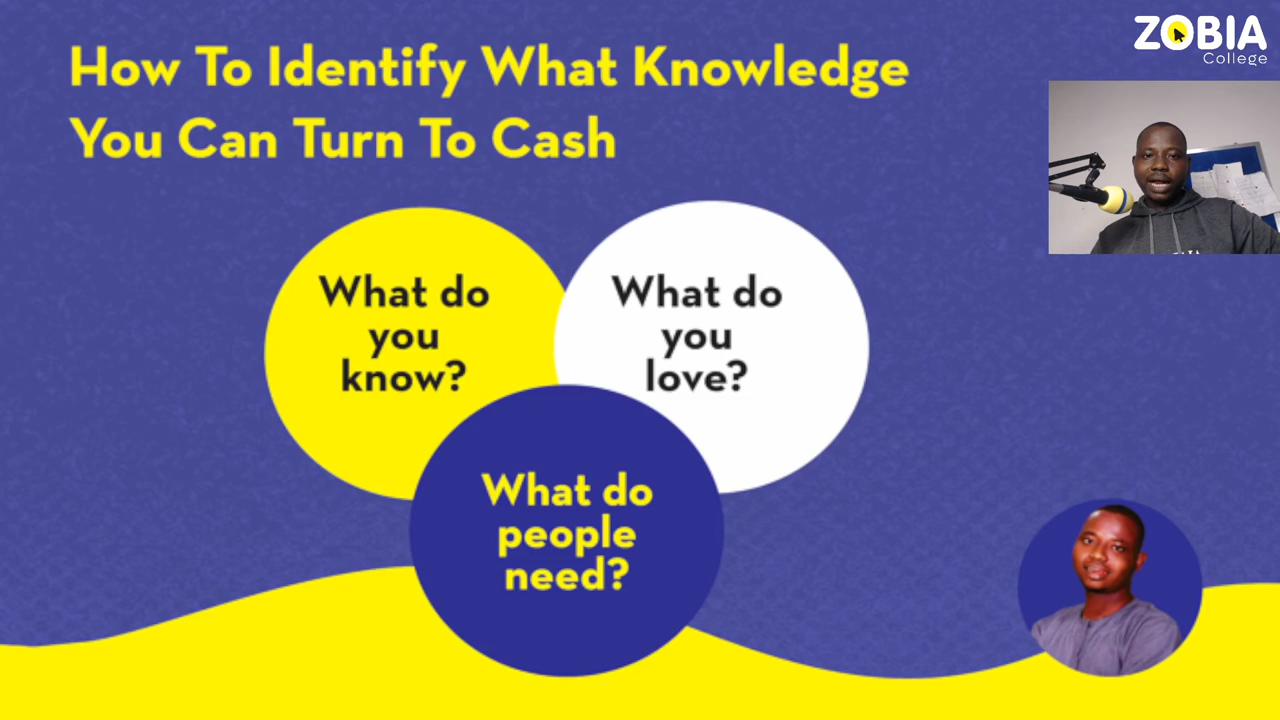 How To Identify What Knowledge
You Can Turn To Cash
ZOBIA
College
What do
you
know?
What do
you
love?
What do
people
need?